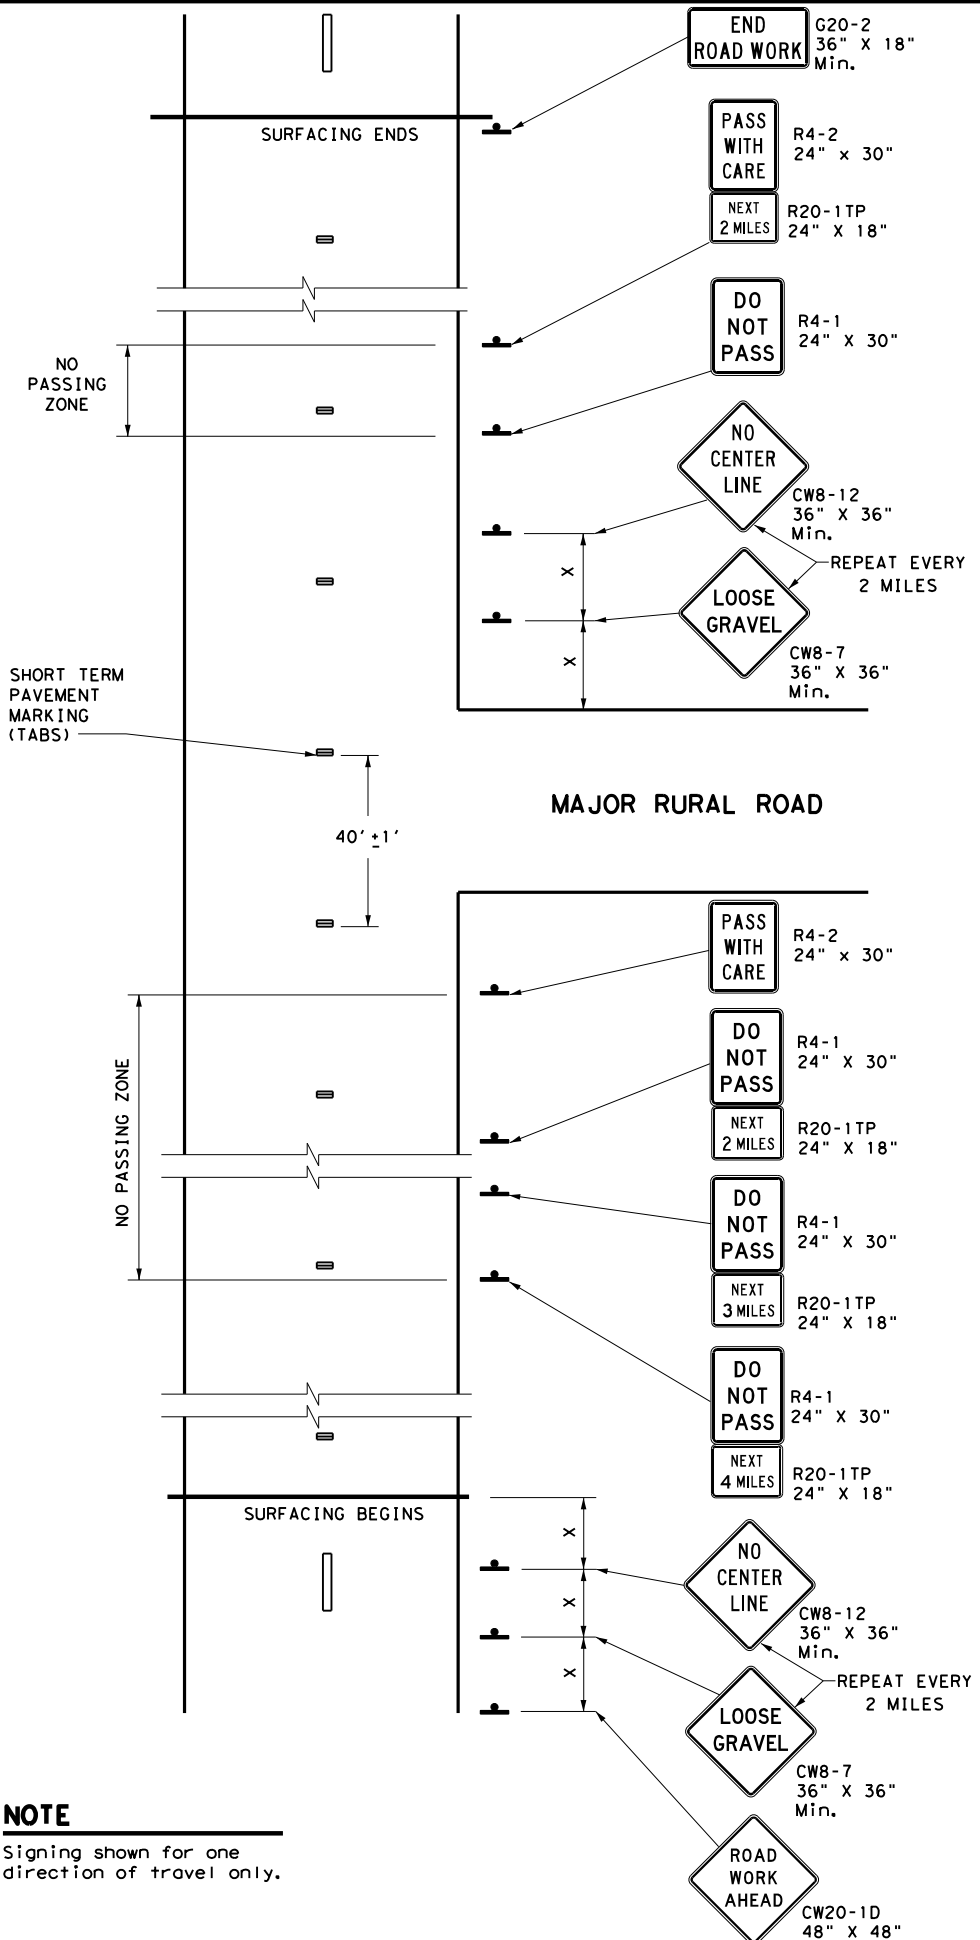 END
ROAD WORK
G20-2
36" X 18"
Min.
SURFACING ENDS
PASS
WITH
CARE
R4-2
24" x 30"
NEXT
2 MILES
R20-1TP
24" X 18"
DO
NOT
PASS
R4-1
24" X 30"
NO
PASSING
ZONE
NO
CENTER
LINE
CW8-12
36" X 36"
Min.
X
REPEAT EVERY
2 MILES
LOOSE
GRAVEL
CW8-7
36" X 36"
Min.
X
SHORT TERM
PAVEMENT
MARKING
(TABS)
MAJOR RURAL ROAD
40'±1'
PASS
WITH
CARE
R4-2
24" x 30"
DO
NOT
PASS
R4-1
24" X 30"
NEXT
2 MILES
R20-1TP
24" X 18"
NO PASSING ZONE
DO
NOT
PASS
R4-1
24" X 30"
NEXT
3 MILES
R20-1TP
24" X 18"
DO
NOT
PASS
R4-1
24" X 30"
NEXT
4 MILES
R20-1TP
24" X 18"
SURFACING BEGINS
X
NO
CENTER
LINE
CW8-12
36" X 36"
Min.
X
REPEAT EVERY
2 MILES
X
LOOSE
GRAVEL
CW8-7
36" X 36"
Min.
NOTE
Signing shown for one
direction of travel only.
ROAD
WORK
AHEAD
CW20-1D
48" X 48"